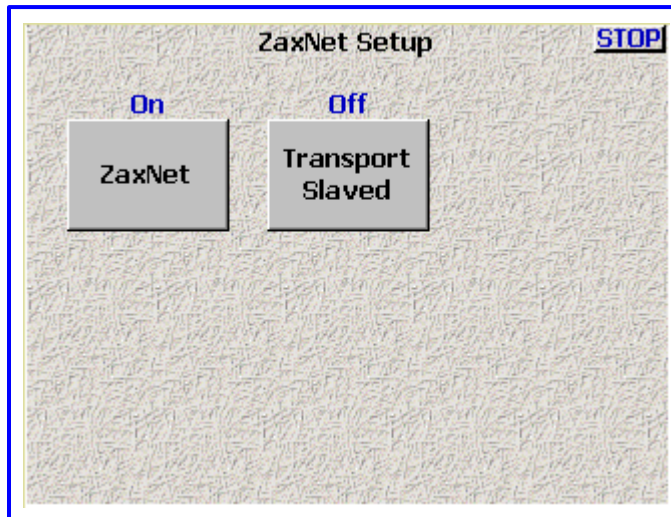 ZaxNet Setup STOP
On Off
ZaxNet
Transport
Slaved